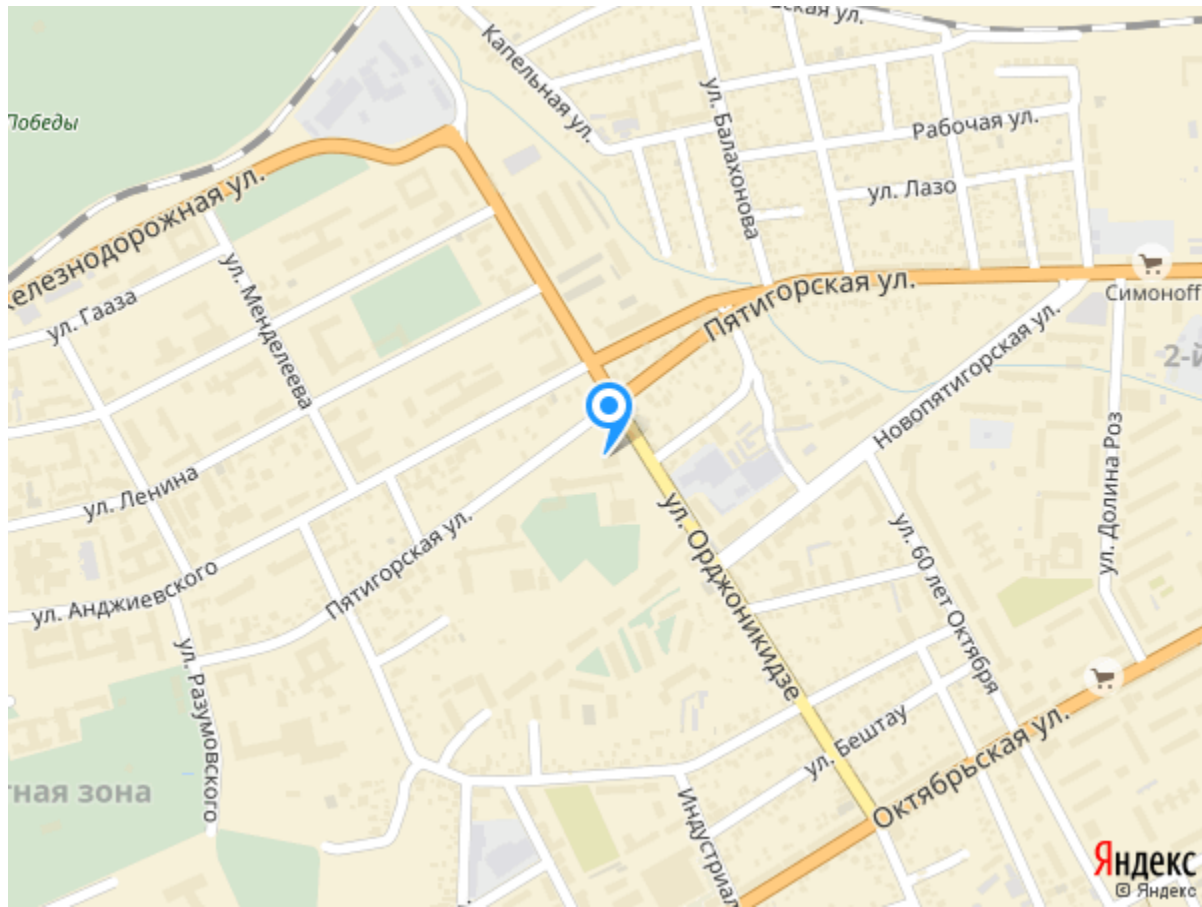 ская ул.
Капельная ул.
ул. Балахонова
Рабочая ул.
Победы
ул. Лазо
елезнодорожная ул.
ул. Менделеева
Пятигорская ул.
Симоноff
ул. Гааза
2-й
Новопятигорская ул.
ул. Долина Роз
ул. Ленина
ул. Орджоникидзе
ул. 60 лет Октября
Пятигорская ул.
ул. Анджиевского
ул. Разумовского
ул. Бештау
Октябрьская ул.
тная зона
Индустриал
Яндекс
© Яндекс